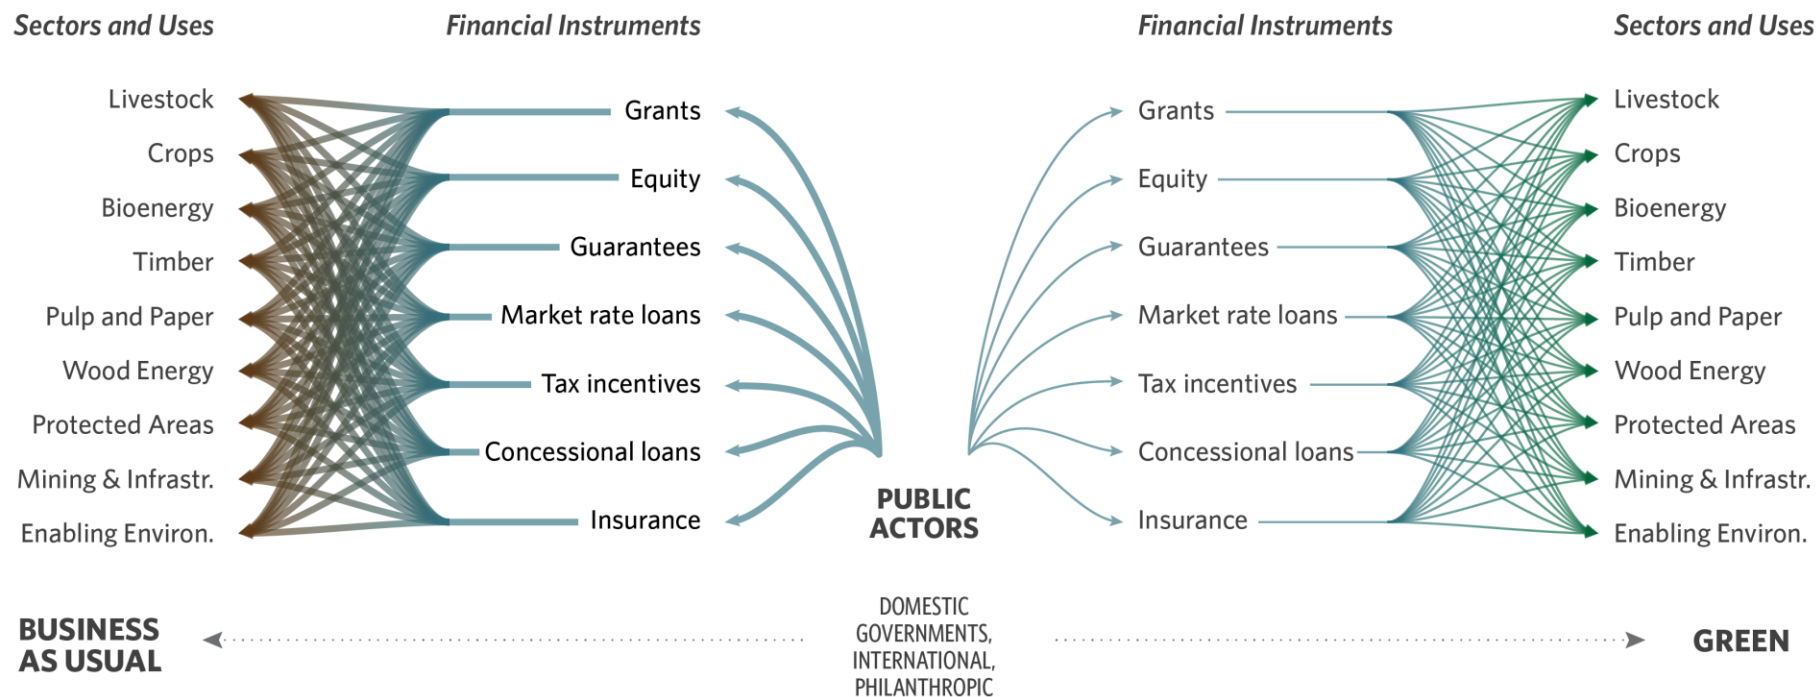 Sectors and Uses
Financial Instruments
Financial Instruments
Sectors and Uses
Livestock
Crops
Bioenergy
Timber
Pulp and Paper
Wood Energy
Protected Areas
Mining & Infrastr.
Enabling Environ.
Grants
Equity
Guarantees
Market rate loans
Tax incentives
Concessional loans
Insurance
PUBLIC
ACTORS
Grants
Equity
Guarantees
Market rate loans
Tax incentives
Concessional loans
Insurance
Livestock
Crops
Bioenergy
Timber
Pulp and Paper
Wood Energy
Protected Areas
Mining & Infrastr.
Enabling Environ.
BUSINESS
AS USUAL
DOMESTIC
GOVERNMENTS,
INTERNATIONAL,
PHILANTHROPIC
GREEN